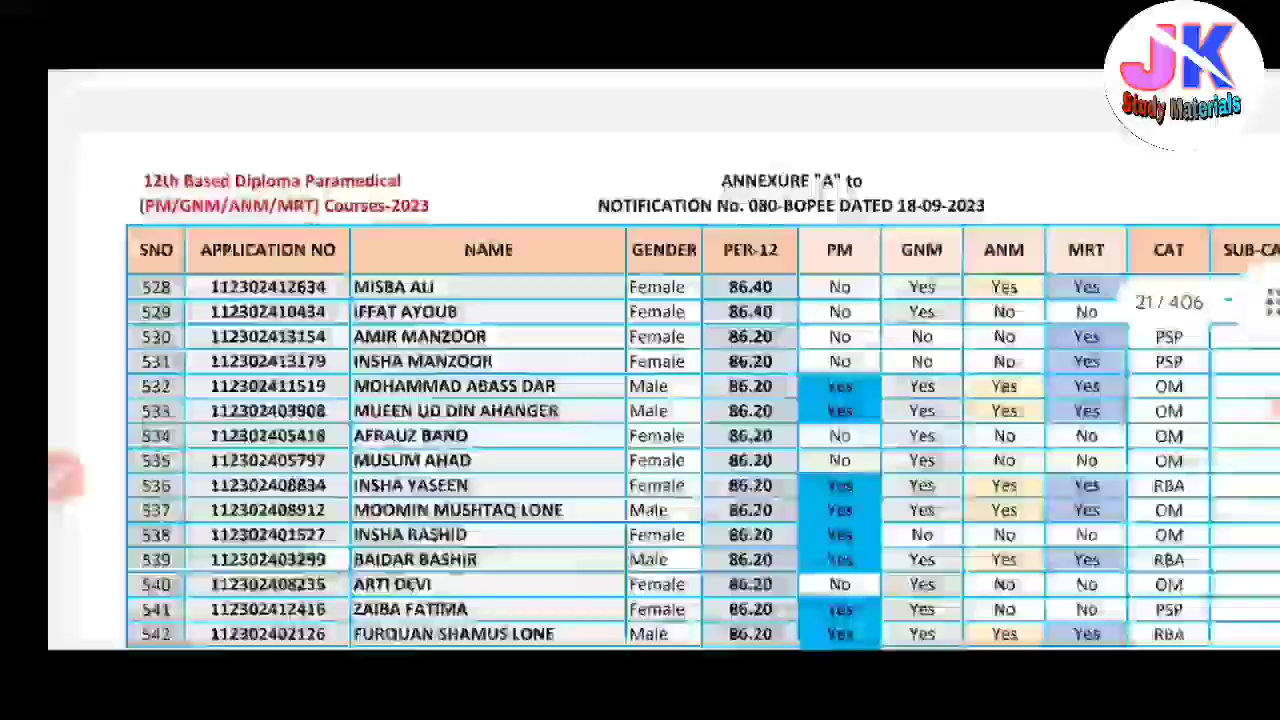 JK
Study Materials
12th Based Diploma Paramedical
(PM/GNM/ANM/MRT) Courses-2023
ANNEXURE "A" to
NOTIFICATION No. 080-BOPEE DATED 18-09-2023
SNO APPLICATION NO NAME GENDER PER-12 PM GNM ANM MRT CAT SUB-CA
528 112302412634 MISBA ALI Female 86.40 No Yes Yes Yes
21 / 406
529 112302410434 IFFAT AYOUB Female 86.40 No Yes No No
530 112302413154 AMIR MANZOOR Female 86.20 No No No Yes PSP
531 112302413179 INSHA MANZOOR Female 86.20 No No No Yes PSP
532 112302411519 MOHAMMAD ABASS DAR Male 86.20 Yes Yes Yes Yes OM
533 112302403908 MUEEN UD DIN AHANGER Male 86.20 Yes Yes Yes Yes OM
534 112302405418 AFRAUZ BANO Female 86.20 No Yes No No OM
535 112302405797 MUSLIM AHAD Female 86.20 No Yes No No OM
536 112302408834 INSHA YASEEN Female 86.20 Yes Yes Yes Yes RBA
537 112302408912 MOOMIN MUSHTAQ LONE Male 86.20 Yes Yes Yes Yes OM
538 112302401527 INSHA RASHID Female 86.20 Yes No No No OM
539 112302403299 BAIDAR BASHIR Male 86.20 Yes Yes Yes Yes RBA
540 112302408235 ARTI DEVI Female 86.20 No Yes No No OM
541 112302412416 ZAIBA FATIMA Female 86.20 Yes Yes No No PSP
542 112302402126 FURQUAN SHAMUS LONE Male 86.20 Yes Yes Yes Yes RBA